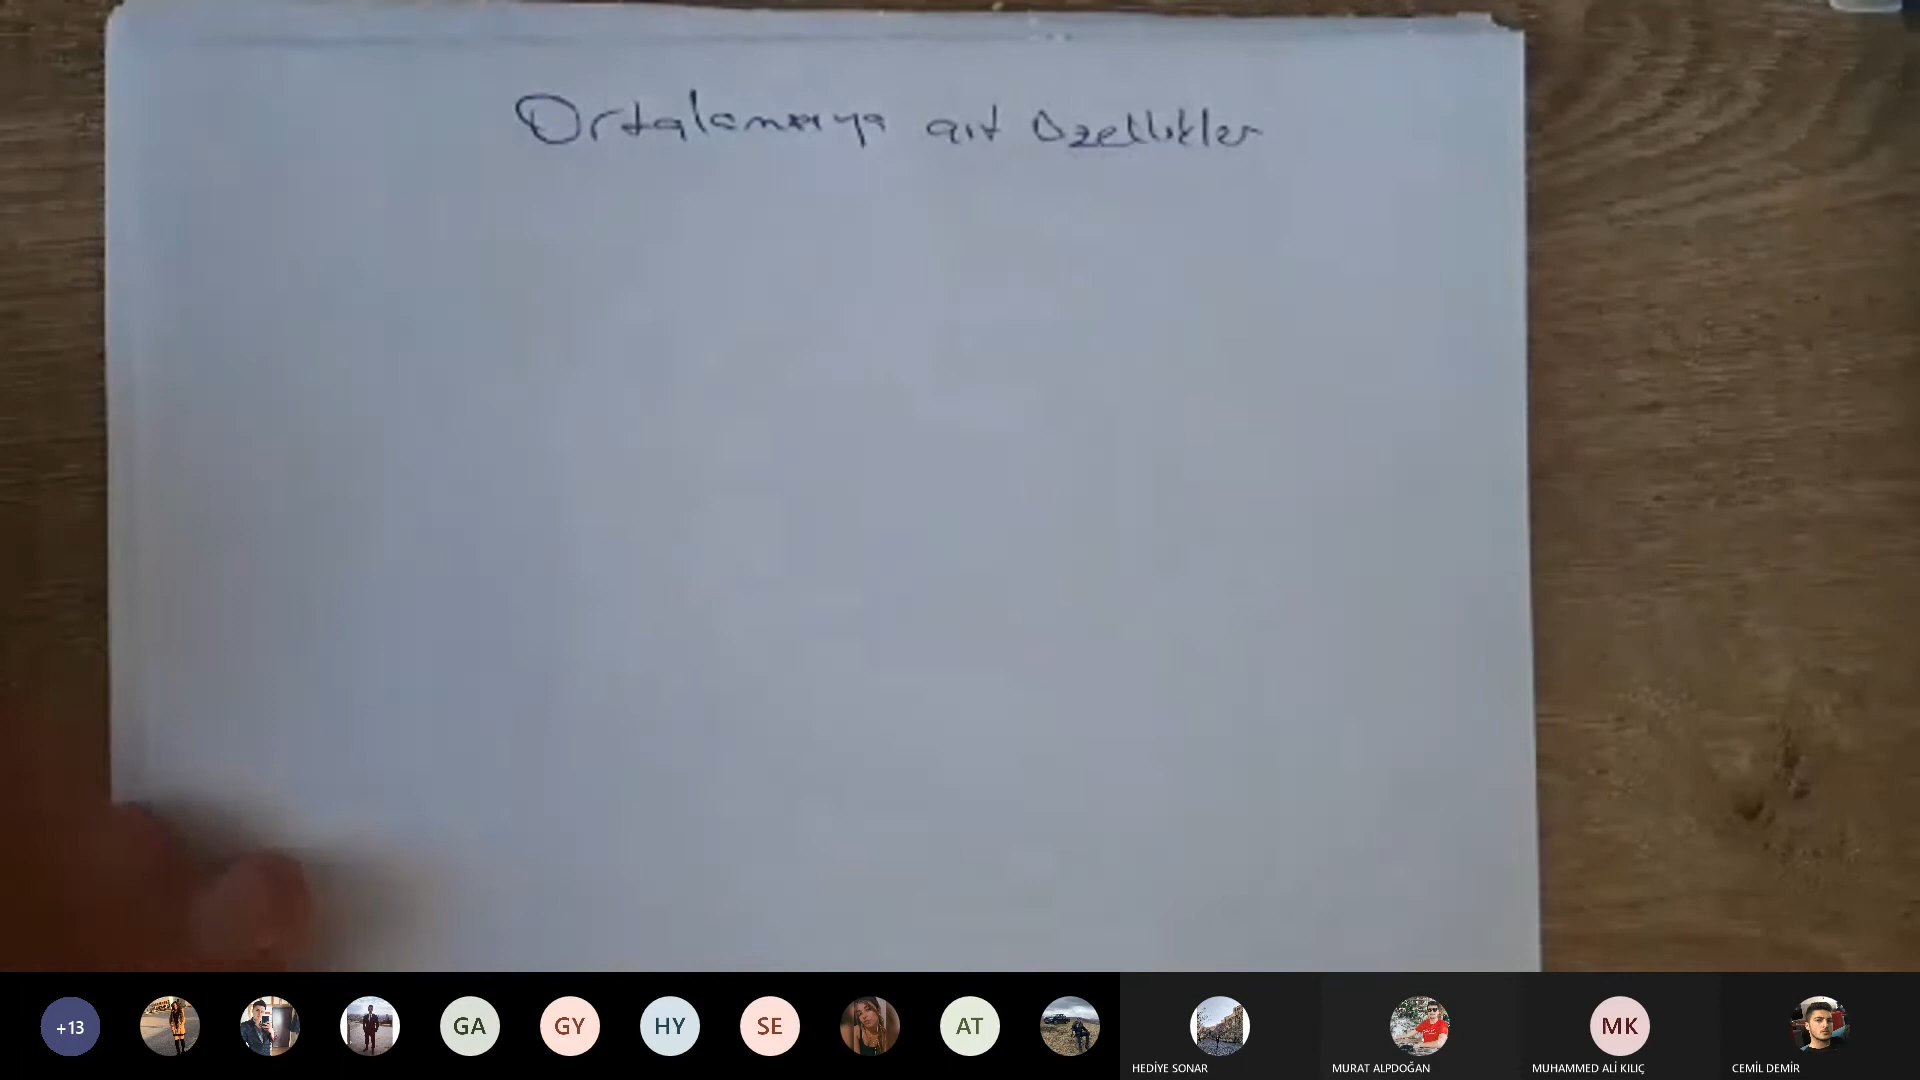 Ortalamaya ait Özellikler
+13
GA
GY
HY
SE
AT
MK
HEDİYE SONAR
MURAT ALPDOĞAN
MUHAMMED ALİ KILIÇ
CEMİL DEMİR